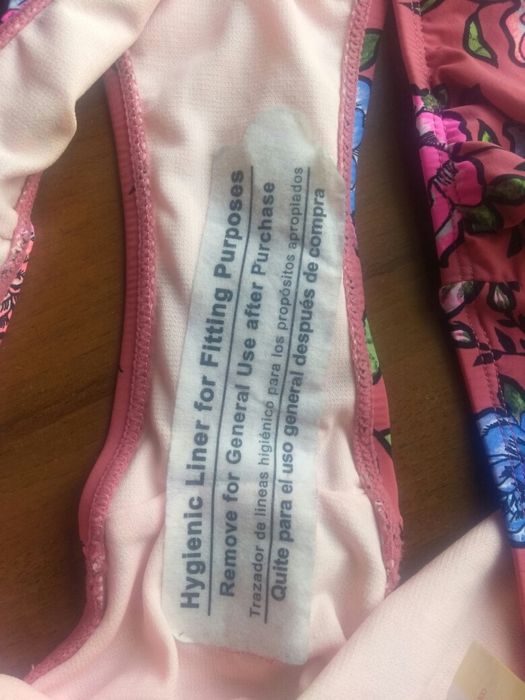 Hygienic Liner for Fitting Purposes
Remove for General Use after Purchase
Trazador de lineas higiénico para los propósitos apropiados
Quite para el uso general después de compra